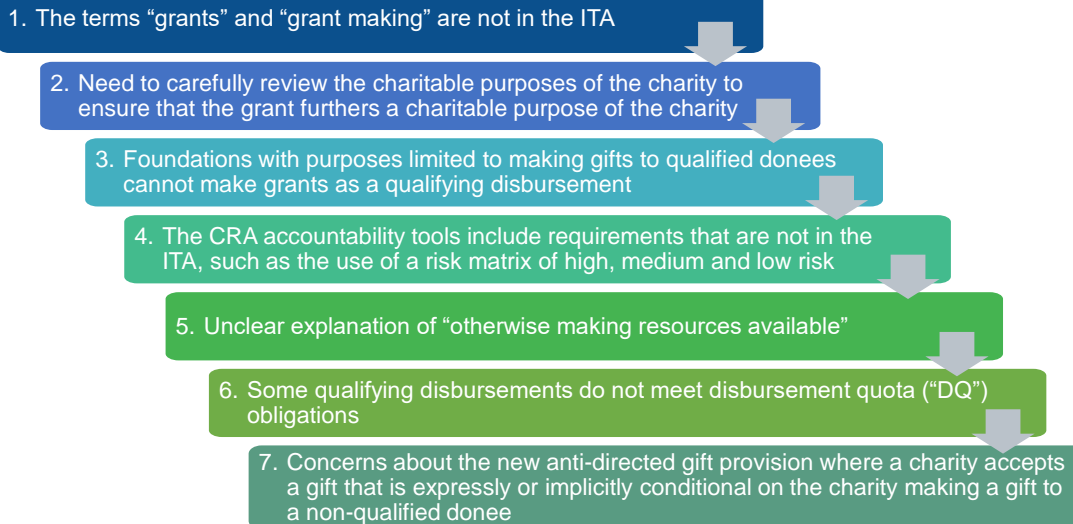 1. The terms “grants” and “grant making” are not in the ITA
2. Need to carefully review the charitable purposes of the charity to
ensure that the grant furthers a charitable purpose of the charity
3. Foundations with purposes limited to making gifts to qualified donees
cannot make grants as a qualifying disbursement
4. The CRA accountability tools include requirements that are not in the
ITA, such as the use of a risk matrix of high, medium and low risk
5. Unclear explanation of “otherwise making resources available”
6. Some qualifying disbursements do not meet disbursement quota (“DQ”)
obligations
7. Concerns about the new anti-directed gift provision where a charity accepts
a gift that is expressly or implicitly conditional on the charity making a gift to
a non-qualified donee